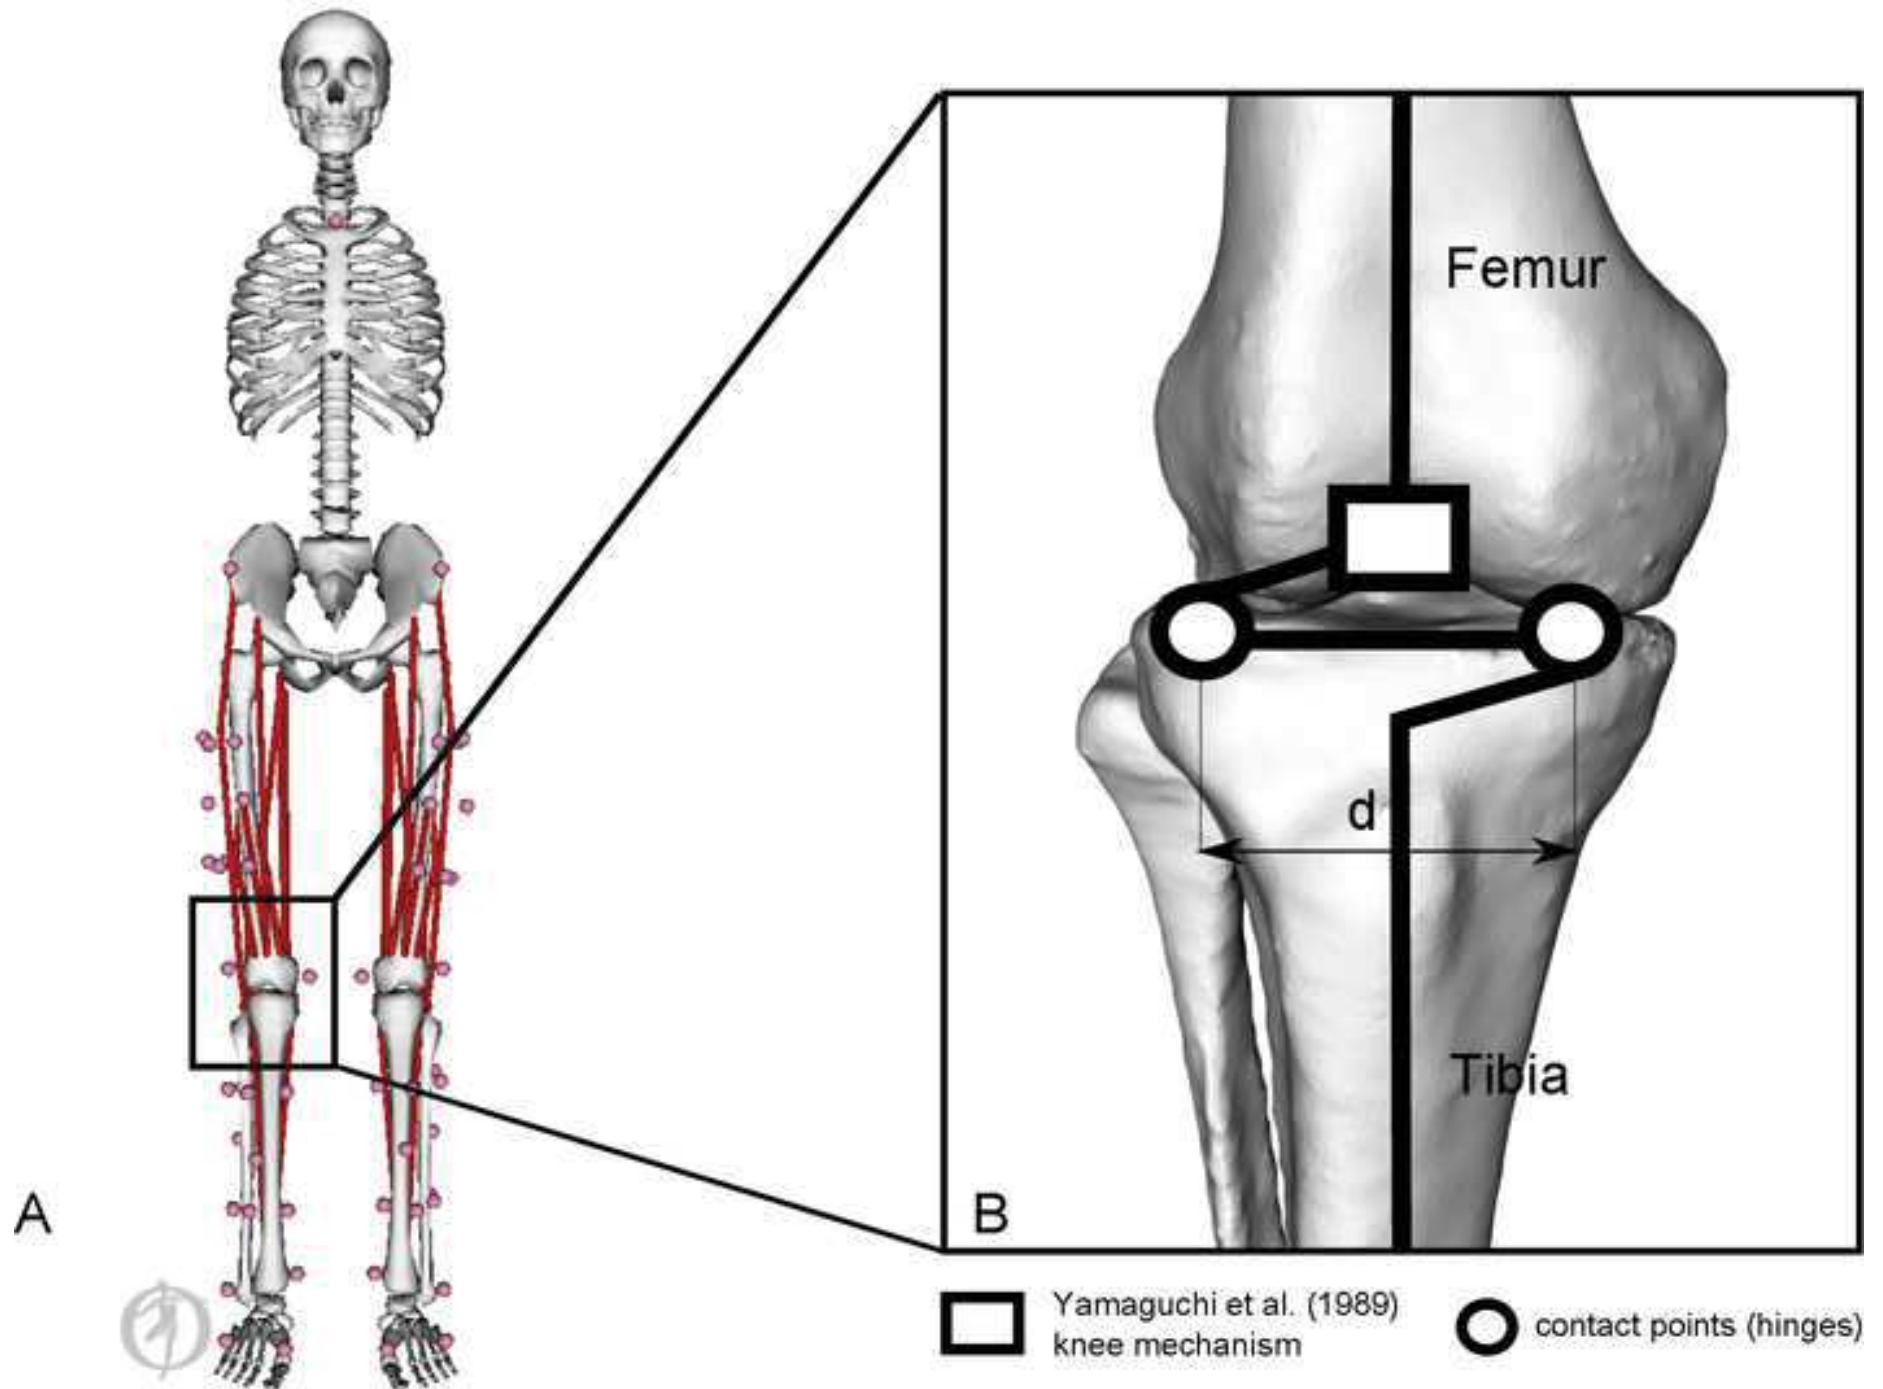 Femur
d
Tibia
A
B
Yamaguchi et al. (1989)
knee mechanism
contact points (hinges)